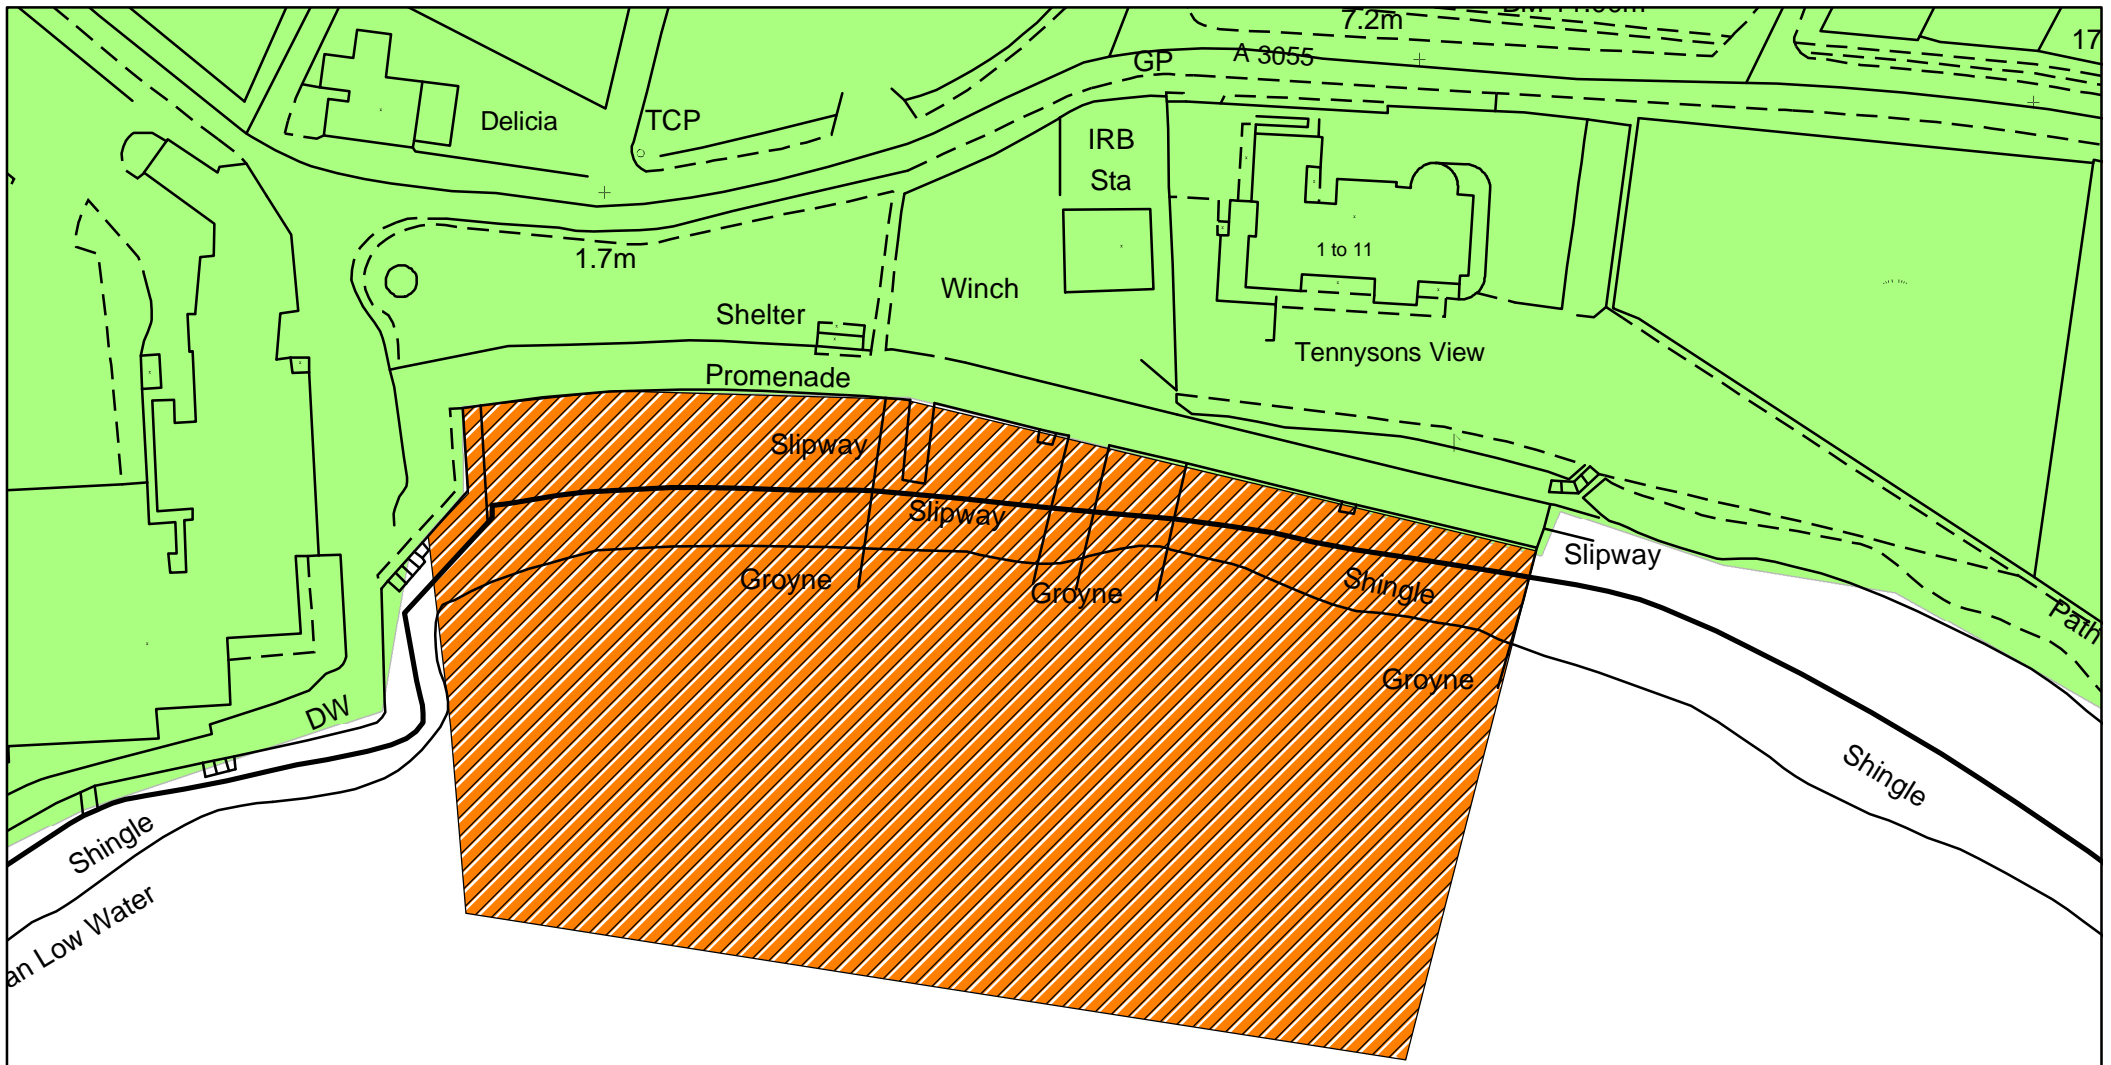 7.2m
17
GP
A 3055
Delicia
TCP
IRB
Sta
1 to 11
1.7m
Winch
Shelter
Tennysons View
Promenade
Slipway
Slipway
Slipway
Groyne
Groyne
Shingle
Path
Groyne
DW
Shingle
Shingle
an Low Water